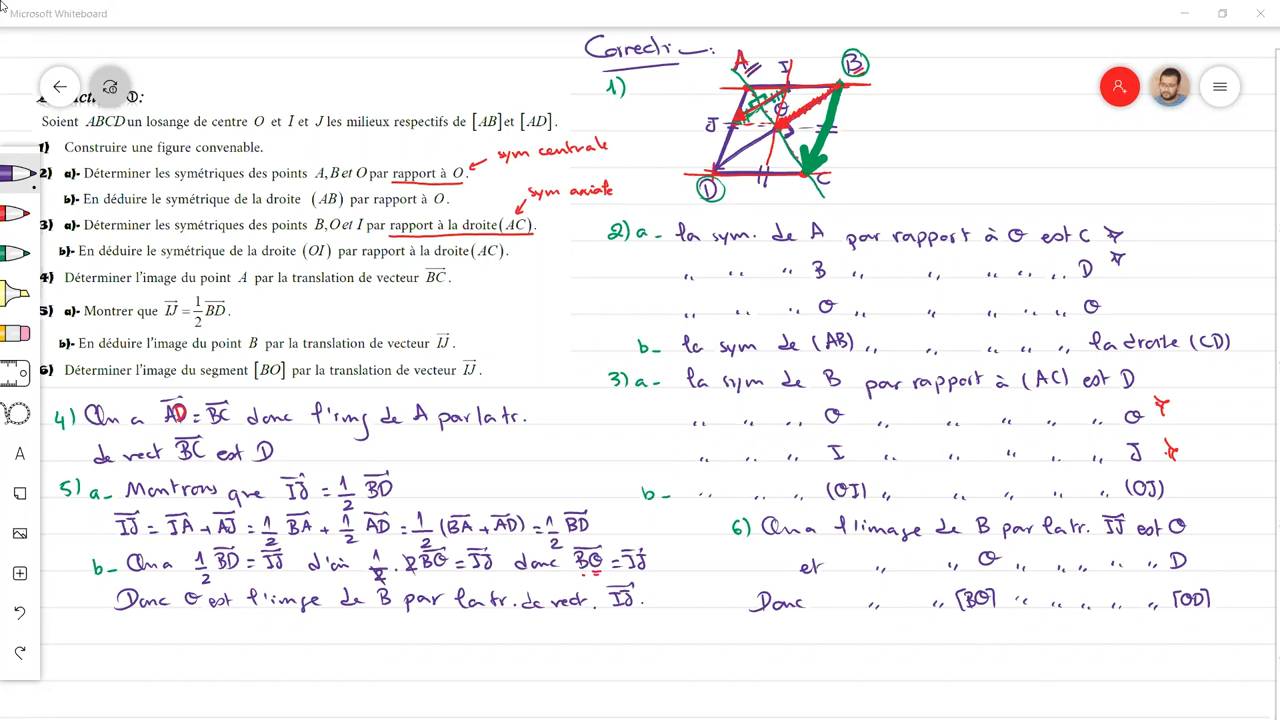 Microsoft Whiteboard
ABCD un losange de centre O et I et J les milieux respectifs de [AB] et [AD].
1) Construire une figure convenable.
2) a)- Déterminer les symétriques des points A, B et O par rapport à O.
sym centrale
b)- En déduire le symétrique de la droite (AB) par rapport à O.
sym axiale
3) a)- Déterminer les symétriques des points B, O et I par rapport à la droite (AC).
b)- En déduire le symétrique de la droite (OI) par rapport à la droite (AC).
4) Déterminer l'image du point A par la translation de vecteur BC.
5) a)- Montrer que IJ = 1/2 BD.
b)- En déduire l'image du point B par la translation de vecteur IJ.
6) Déterminer l'image du segment [BO] par la translation de vecteur IJ.
4) On a AD = BC donc l'img de A par la tr.
de vect BC est D
5) a- Montrons que IJ = 1/2 BD
IJ = IA + AJ = 1/2 BA + 1/2 AD = 1/2 (BA + AD) = 1/2 BD
b- On a 1/2 BD = IJ d'où 1/2 . 2BO = IJ donc BO = IJ
Donc O est l'image de B par la tr. de vect. IJ.
Correcti
1)
A I B
J O
D C
2) a- la sym. de A par rapport à O est C
" " " B " " " " " D
" " " O " " " " " O
b- la sym de (AB) " " " " " la droite (CD)
3) a- la sym de B par rapport à (AC) est D
" " " O " " " " " O
" " " I " " " " " J
b- " " " (OI) " " " " " (OJ)
6) On a l'image de B par la tr. IJ est O
et " " O " " " " D
Donc " " [BO] " " " " " [OD]